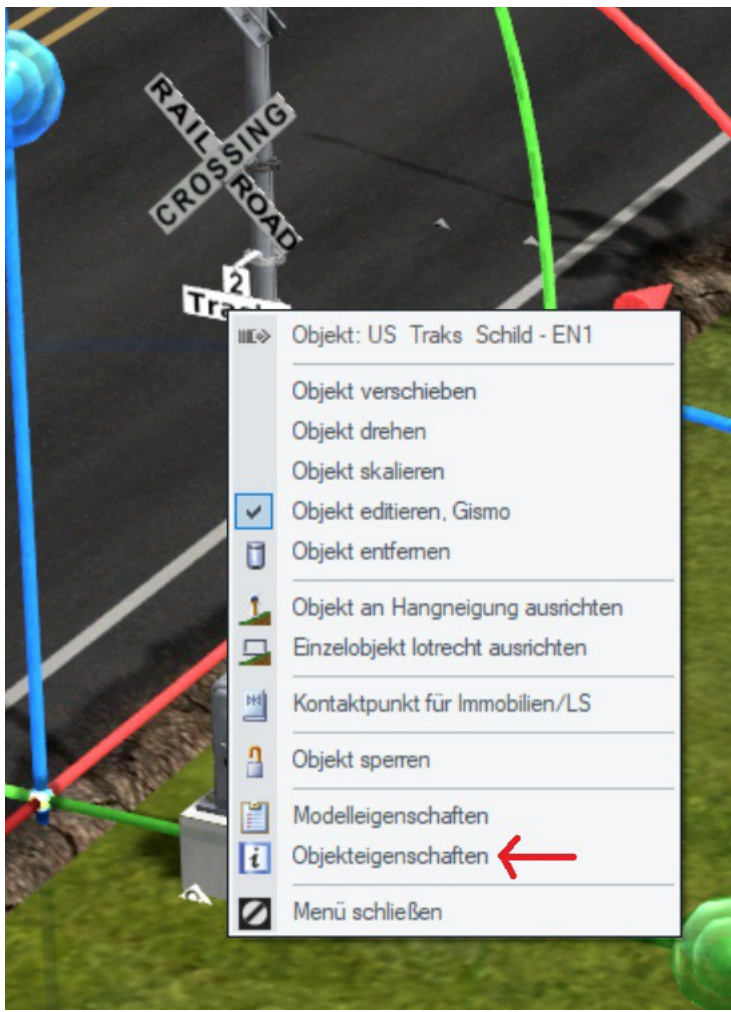 RAIL ROAD
CROSSING
2
Objekt: US Traks Schild - EN1
Objekt verschieben
Objekt drehen
Objekt skalieren
Objekt editieren, Gismo
Objekt entfernen
Objekt an Hangneigung ausrichten
Einzelobjekt lotrecht ausrichten
Kontaktpunkt für Immobilien/LS
Objekt sperren
Modelleigenschaften
Objekteigenschaften
Menü schließen